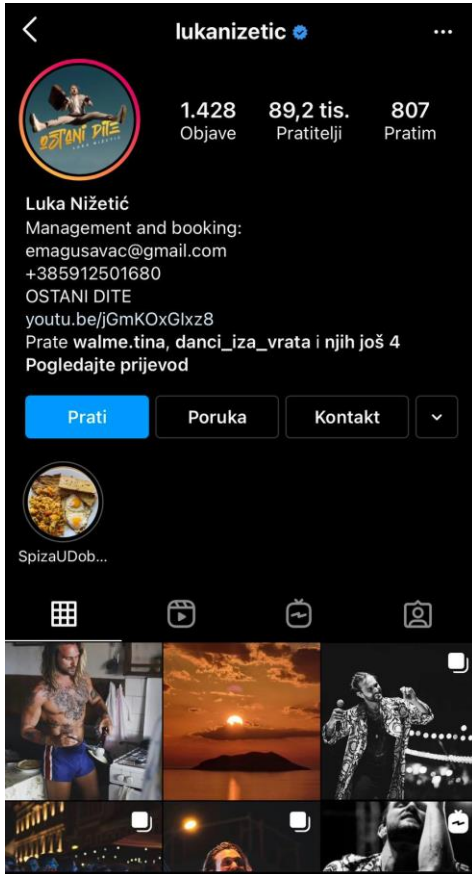 lukanizetic
1.428 89,2 tis. 807
Objave Pratitelji Pratim
OSTANI DITE
LUKA NIŽETIĆ
Luka Nižetić
Management and booking:
emagusavac@gmail.com
+385912501680
OSTANI DITE
youtu.be/jGmKOxGlxz8
Prate walme.tina, danci_iza_vrata i njih još 4
Pogledajte prijevod
Prati Poruka Kontakt
SpizaUDob...